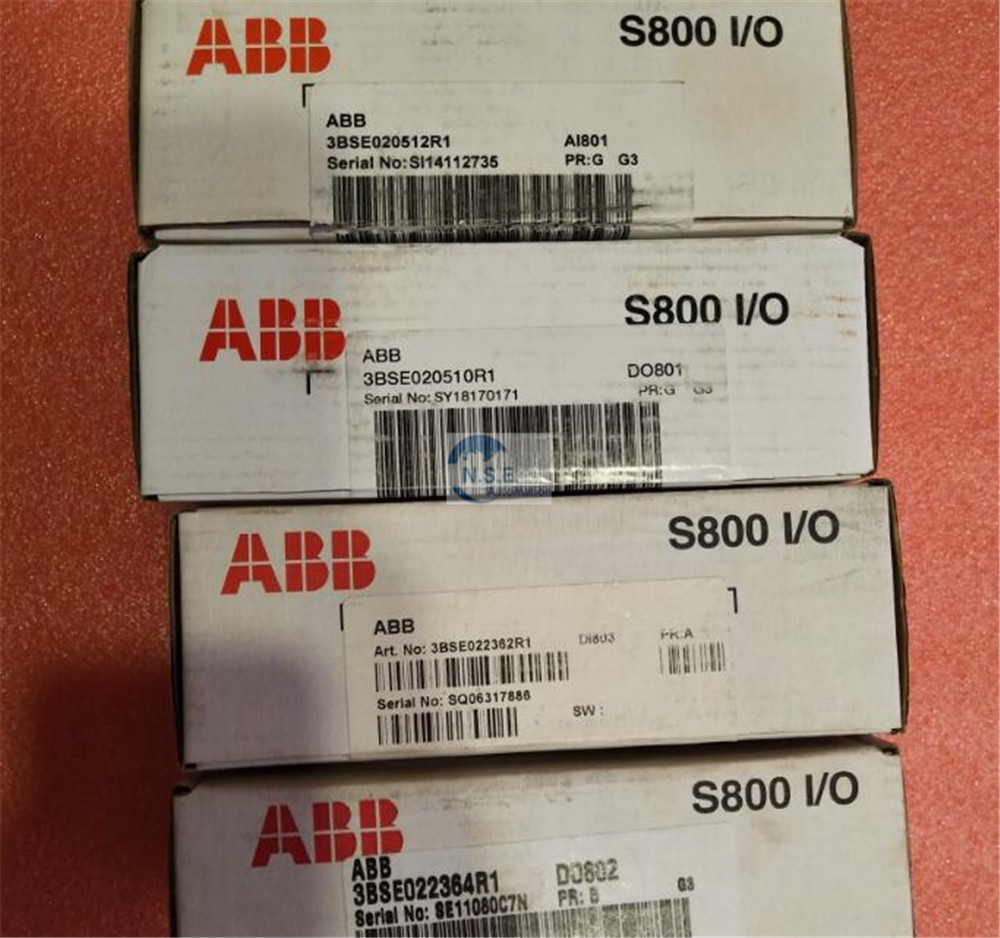 ABB S800 I/O
ABB
3BSE020512R1 AI801
Serial No: SI14112735 PR:G G3
ABB S800 I/O
ABB
3BSE020510R1 DO801
Serial No: SY18170171 PR:G G3
N.S.E
Automation
ABB S800 I/O
ABB
Art. No: 3BSE022362R1 DI803 PR:A
Serial No: SQ06317886
SW :
ABB S800 I/O
ABB
3BSE022364R1 DO802
Serial No: SE11080C7N PR: B G3